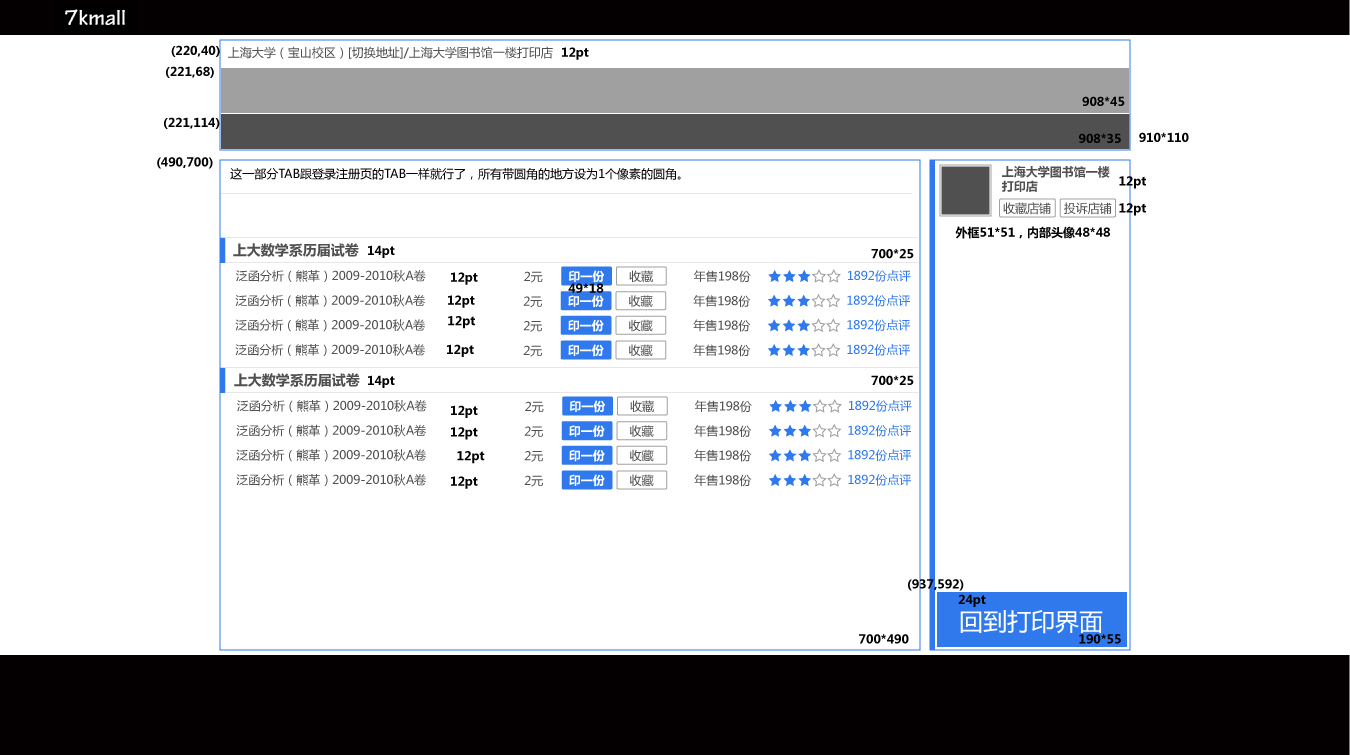 7kmall
(220,40) 上海大学（宝山校区）[切换地址]/上海大学图书馆一楼打印店 12pt
(221,68)
908*45
(221,114)
908*35 910*110
(490,700)
这一部分TAB跟登录注册页的TAB一样就行了，所有带圆角的地方设为1个像素的圆角。
上海大学图书馆一楼
打印店
12pt
收藏店铺 投诉店铺 12pt
外框51*51，内部头像48*48
上大数学系历届试卷 14pt 700*25
泛函分析（熊革）2009-2010秋A卷 12pt 2元 印一份 收藏 年售198份 1892份点评
49*18
泛函分析（熊革）2009-2010秋A卷 12pt 2元 印一份 收藏 年售198份 1892份点评
泛函分析（熊革）2009-2010秋A卷 12pt 2元 印一份 收藏 年售198份 1892份点评
泛函分析（熊革）2009-2010秋A卷 12pt 2元 印一份 收藏 年售198份 1892份点评
上大数学系历届试卷 14pt 700*25
泛函分析（熊革）2009-2010秋A卷 12pt 2元 印一份 收藏 年售198份 1892份点评
泛函分析（熊革）2009-2010秋A卷 12pt 2元 印一份 收藏 年售198份 1892份点评
泛函分析（熊革）2009-2010秋A卷 12pt 2元 印一份 收藏 年售198份 1892份点评
泛函分析（熊革）2009-2010秋A卷 12pt 2元 印一份 收藏 年售198份 1892份点评
(937,592)
24pt
回到打印界面
190*55
700*490